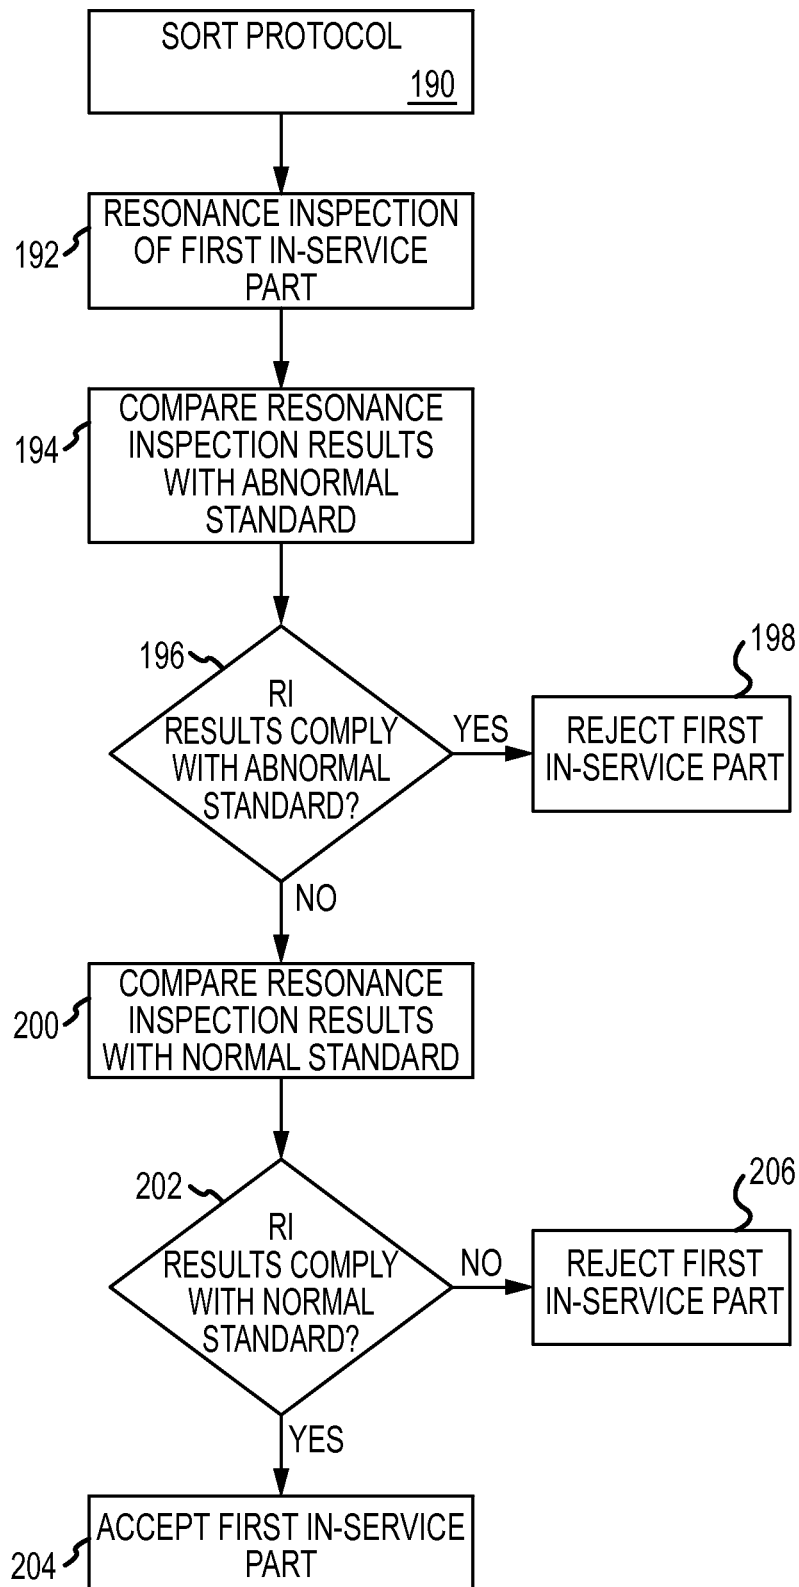 SORT PROTOCOL
190
RESONANCE INSPECTION
OF FIRST IN-SERVICE
PART
192
COMPARE RESONANCE
INSPECTION RESULTS
WITH ABNORMAL
STANDARD
194
196
RI
RESULTS COMPLY
WITH ABNORMAL
STANDARD?
YES
198
REJECT FIRST
IN-SERVICE PART
NO
COMPARE RESONANCE
INSPECTION RESULTS
WITH NORMAL STANDARD
200
202
RI
RESULTS COMPLY
WITH NORMAL
STANDARD?
NO
206
REJECT FIRST
IN-SERVICE PART
YES
ACCEPT FIRST IN-SERVICE
PART
204